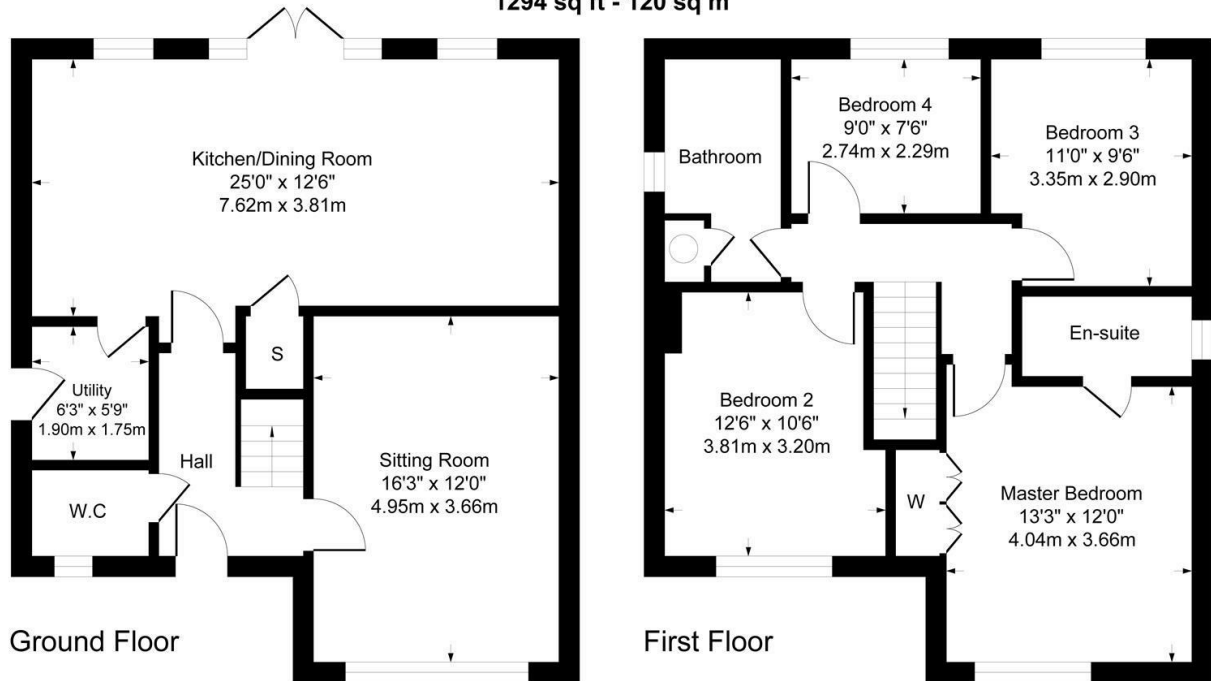 1294 sq ft - 120 sq m
Kitchen/Dining Room
25'0" x 12'6"
7.62m x 3.81m
Utility
6'3" x 5'9"
1.90m x 1.75m
S
Hall
W.C
Sitting Room
16'3" x 12'0"
4.95m x 3.66m
Ground Floor
Bathroom
Bedroom 4
9'0" x 7'6"
2.74m x 2.29m
Bedroom 3
11'0" x 9'6"
3.35m x 2.90m
En-suite
Bedroom 2
12'6" x 10'6"
3.81m x 3.20m
W
Master Bedroom
13'3" x 12'0"
4.04m x 3.66m
First Floor